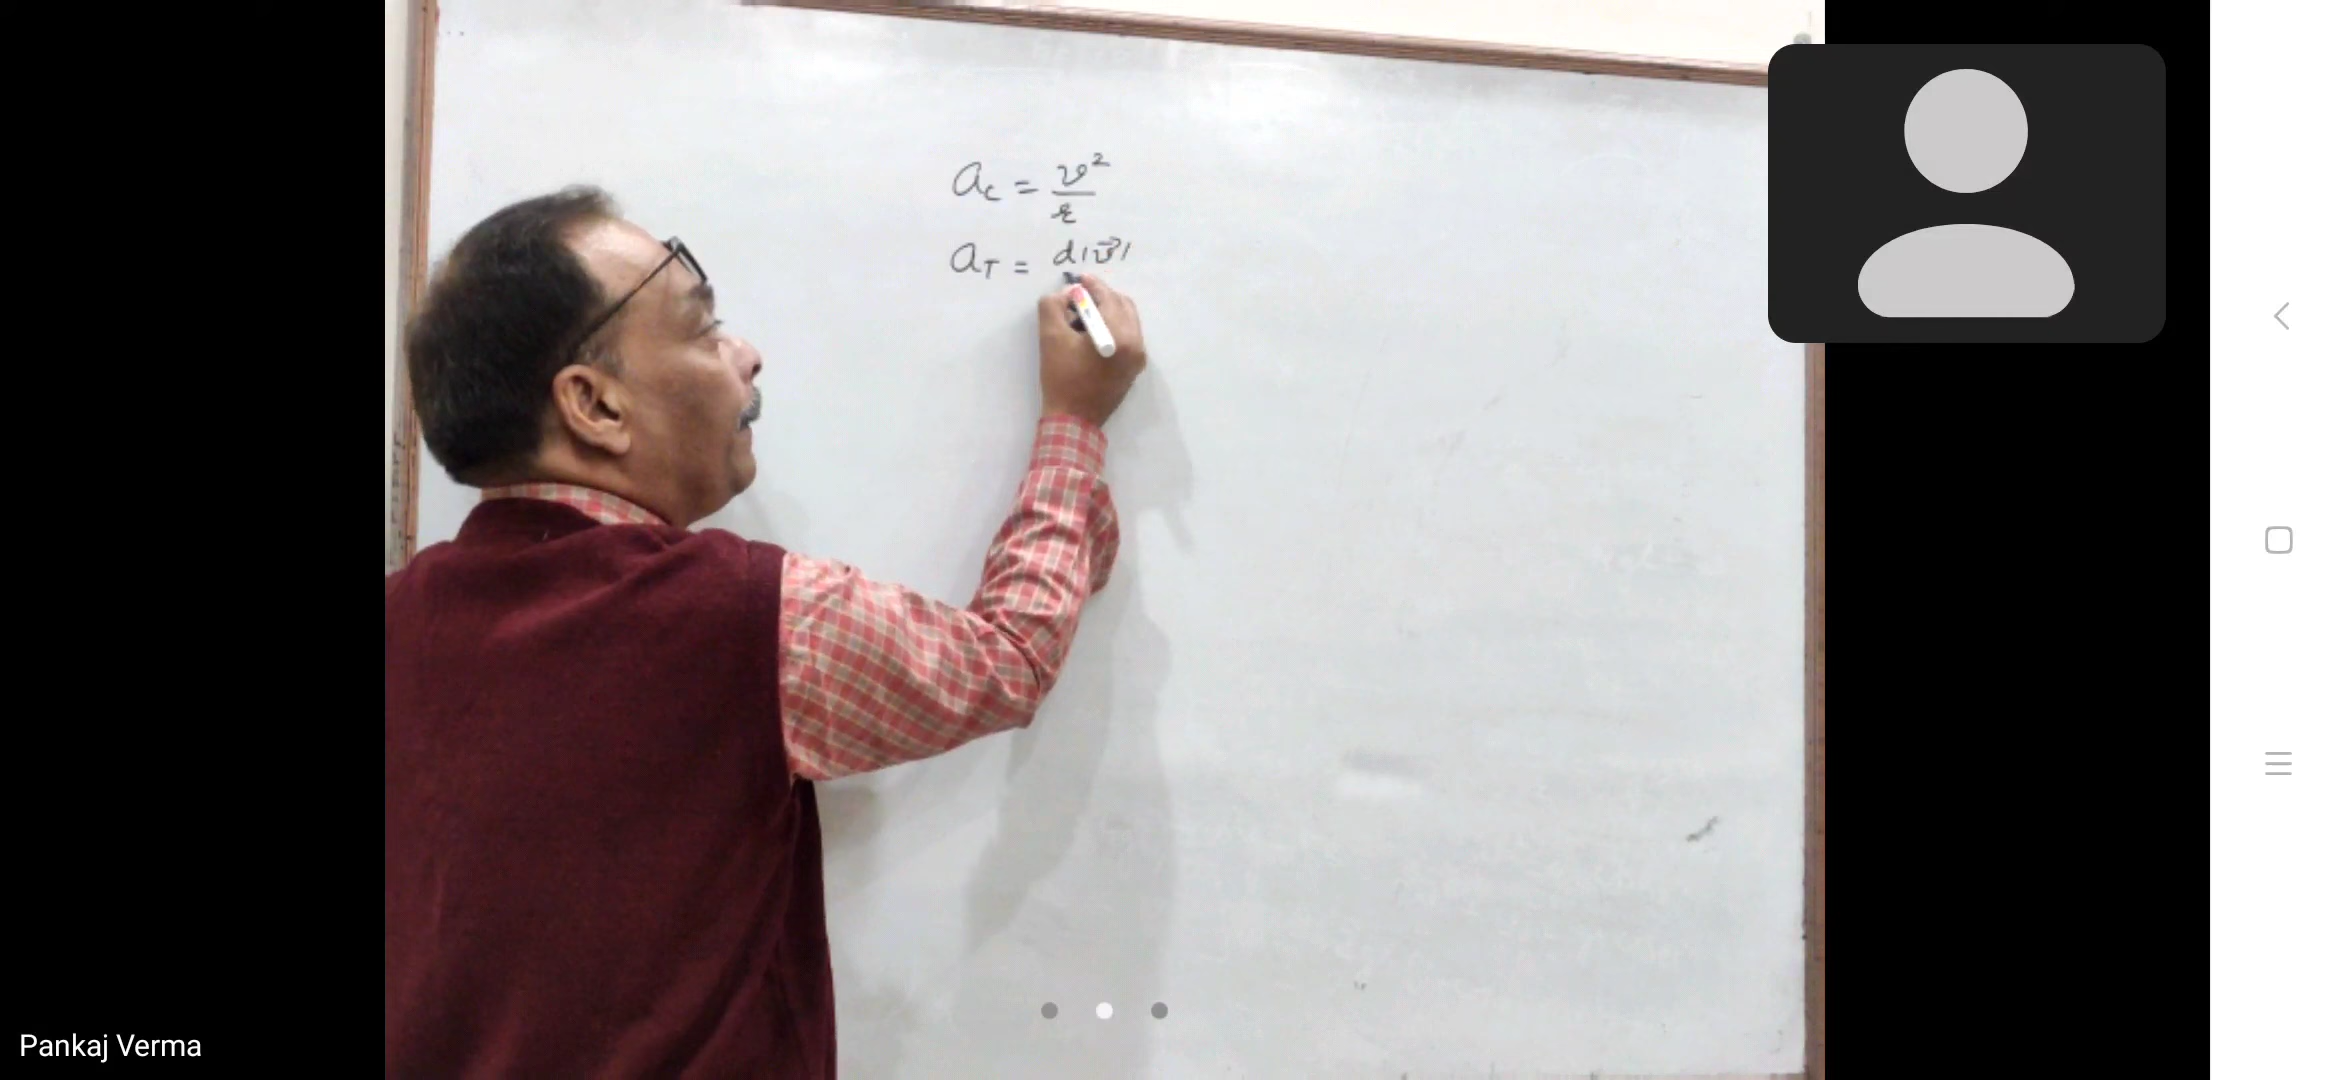 a_c = v²/r
a_T = d|v⃗|
Pankaj Verma